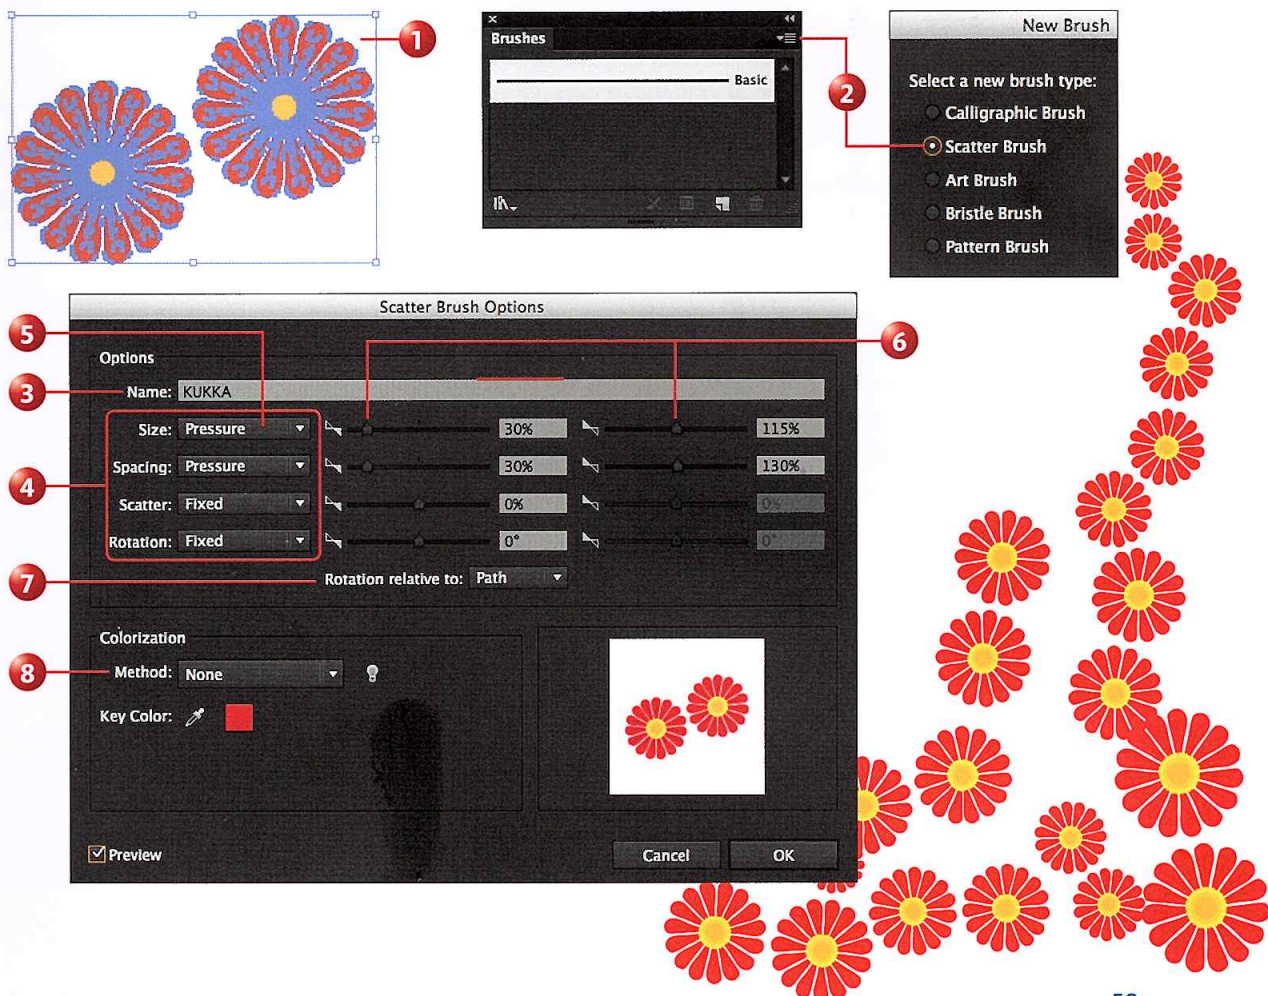 1
Brushes
Basic
2
New Brush
Select a new brush type:
Calligraphic Brush
Scatter Brush
Art Brush
Bristle Brush
Pattern Brush
Scatter Brush Options
5
6
Options
3
Name: KUKKA
4
Size: Pressure 30% 115%
Spacing: Pressure 30% 130%
Scatter: Fixed 0% 0%
Rotation: Fixed 0° 0°
7
Rotation relative to: Path
Colorization
8
Method: None
Key Color:
Preview
Cancel
OK